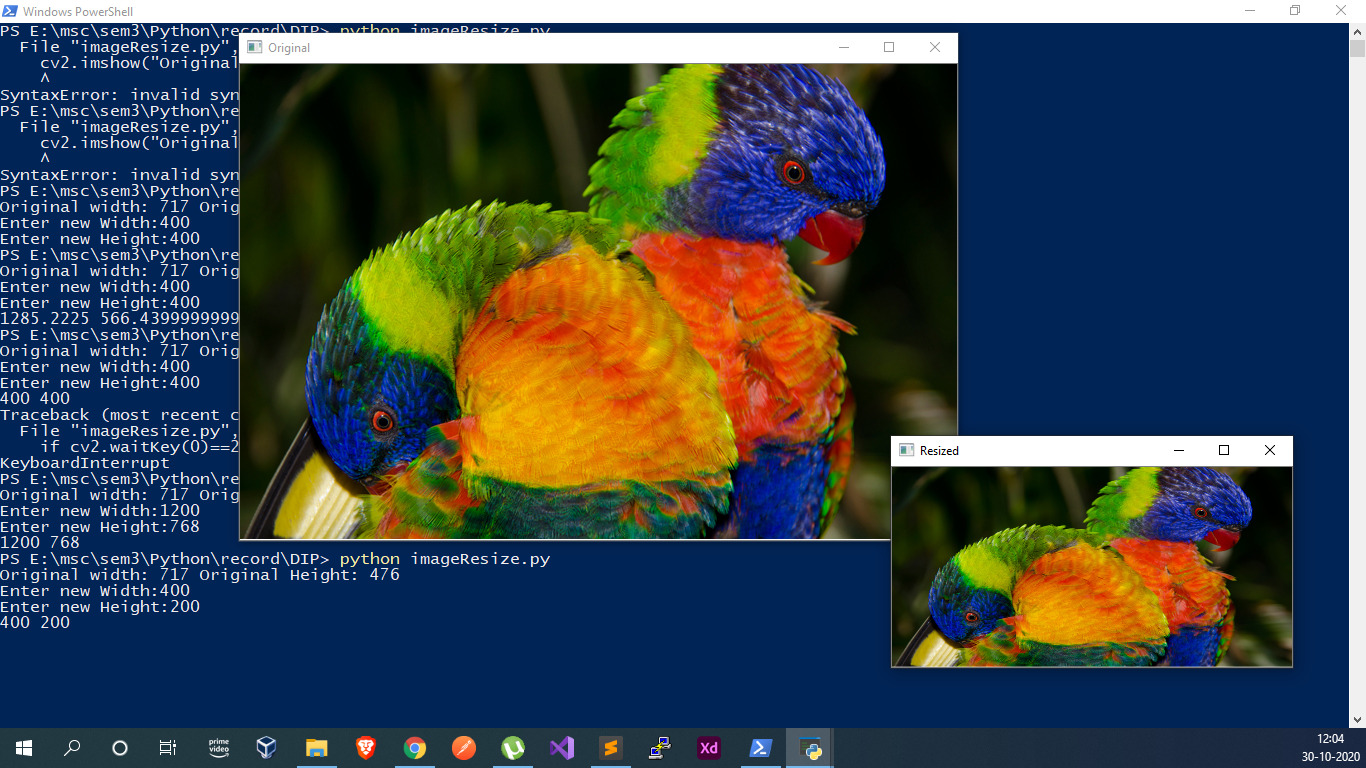 Windows PowerShell
PS E:\msc\sem3\Python\record\DIP> python imageResize.py
File "imageResize.py",
cv2.imshow("Original
^
SyntaxError: invalid syn
PS E:\msc\sem3\Python\re
File "imageResize.py",
cv2.imshow("Original
^
SyntaxError: invalid syn
PS E:\msc\sem3\Python\re
Original width: 717 Orig
Enter new Width:400
Enter new Height:400
PS E:\msc\sem3\Python\re
Original width: 717 Orig
Enter new Width:400
Enter new Height:400
1285.2225 566.4399999999
PS E:\msc\sem3\Python\re
Original width: 717 Orig
Enter new Width:400
Enter new Height:400
400 400
Traceback (most recent c
File "imageResize.py",
if cv2.waitKey(0)==2
KeyboardInterrupt
PS E:\msc\sem3\Python\re
Original width: 717 Orig
Enter new Width:1200
Enter new Height:768
1200 768
PS E:\msc\sem3\Python\record\DIP> python imageResize.py
Original width: 717 Original Height: 476
Enter new Width:400
Enter new Height:200
400 200
Original
Resized
prime video
Xd
12:04
30-10-2020